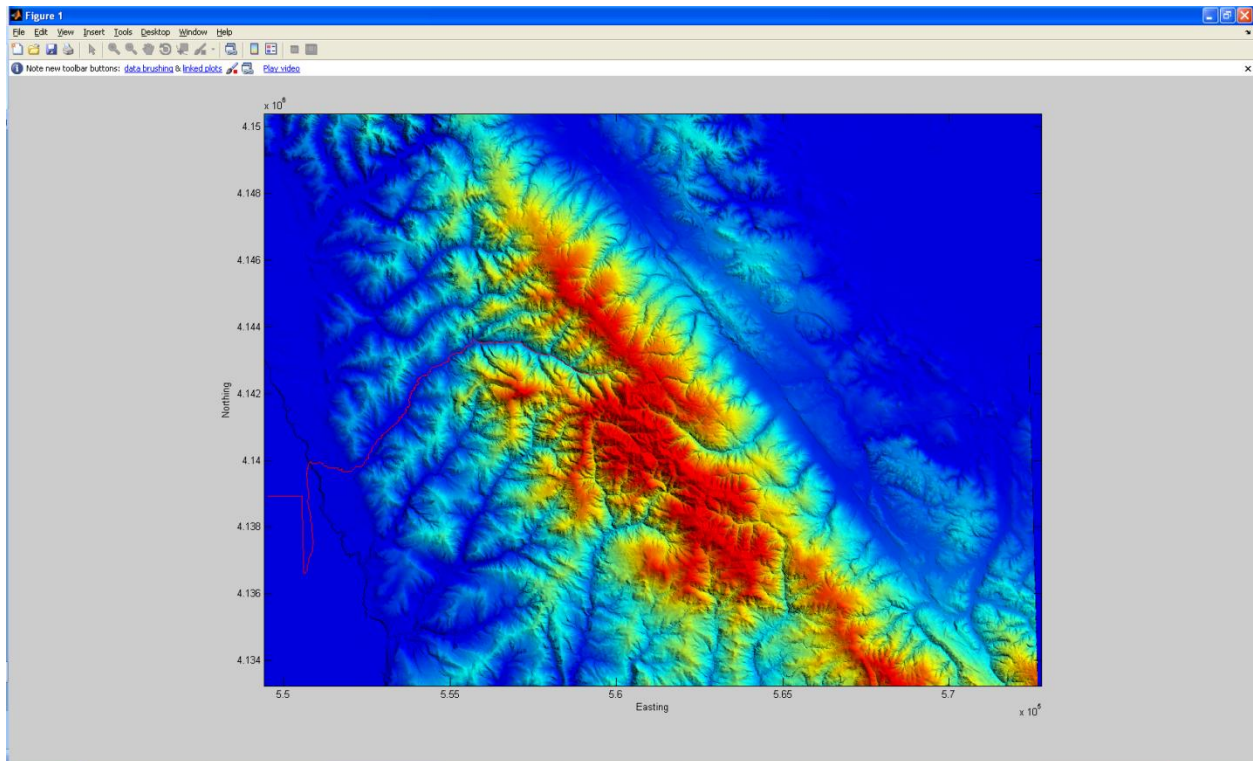 Figure 1
File Edit View Insert Tools Desktop Window Help
Note new toolbar buttons: data brushing & linked plots Play video
x 10^6
4.15
4.148
4.146
4.144
4.142
4.14
4.138
4.136
4.134
Northing
5.5 5.55 5.6 5.65 5.7
Easting
x 10^5